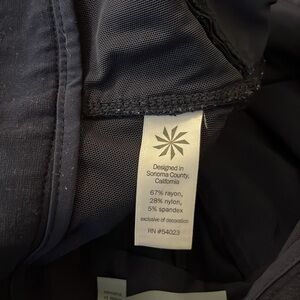 Designed in
Sonoma County,
California
67% rayon,
28% nylon,
5% spandex
exclusive of decoration
RN #54023